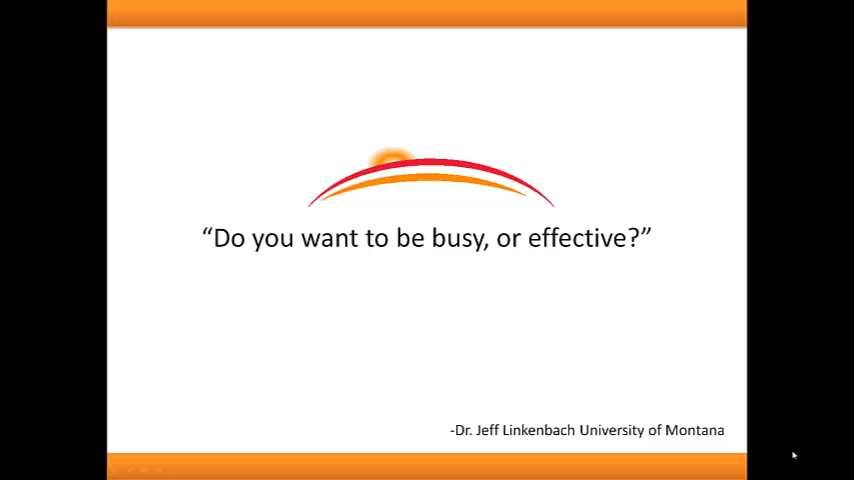 “Do you want to be busy, or effective?”
-Dr. Jeff Linkenbach University of Montana